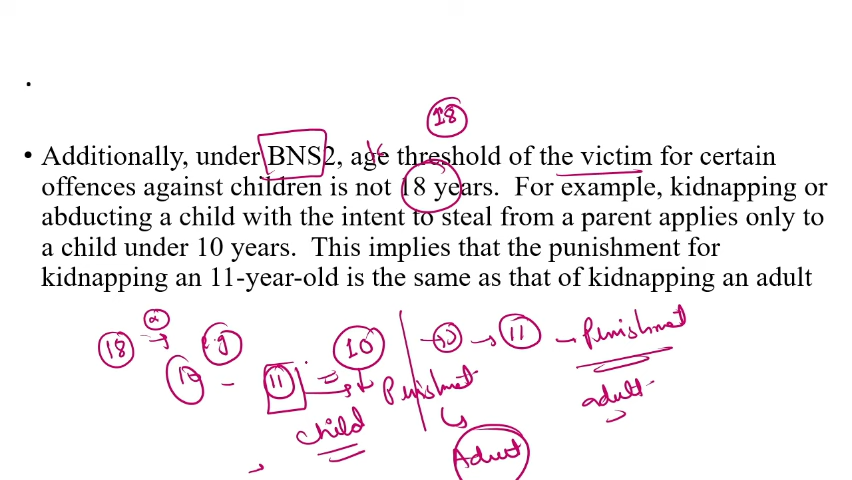 18
• Additionally, under BNS2, age threshold of the victim for certain
offences against children is not 18 years. For example, kidnapping or
abducting a child with the intent to steal from a parent applies only to
a child under 10 years. This implies that the punishment for
kidnapping an 11-year-old is the same as that of kidnapping an adult
18 e.g 10 → 10 → 11 → Punishment
10 - 11 → Punishment adult
child Adult